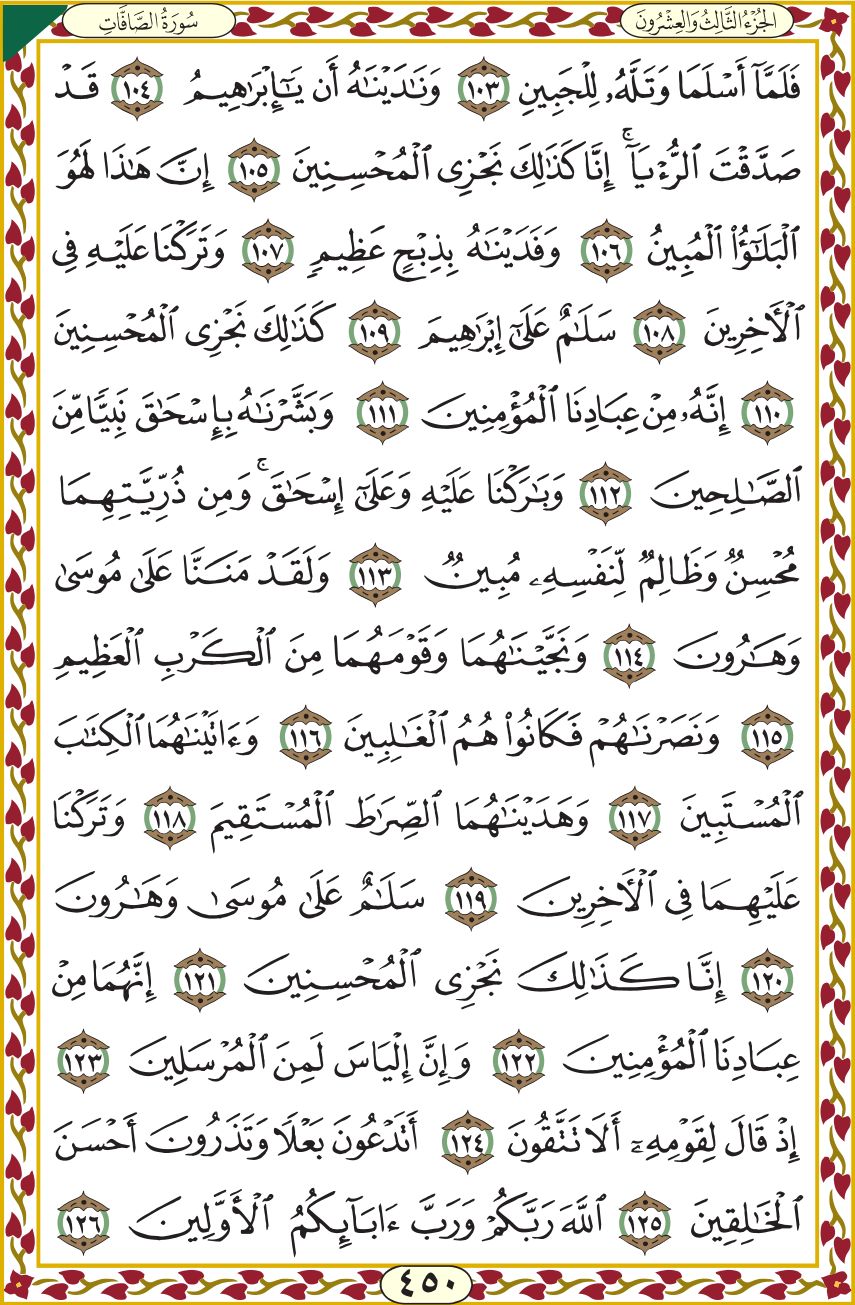 الجزء الثالث والعشرون
سورة الصافات
فَلَمَّآ أَسْلَمَا وَتَلَّهُۥ لِلْجَبِينِ ١٠٣ وَنَـٰدَيْنَـٰهُ أَن يَـٰٓإِبْرَٰهِيمُ ١٠٤ قَدْ
صَدَّقْتَ ٱلرُّءْيَآ ۚ إِنَّا كَذَٰلِكَ نَجْزِى ٱلْمُحْسِنِينَ ١٠٥ إِنَّ هَـٰذَا لَهُوَ
ٱلْبَلَـٰٓؤُا۟ ٱلْمُبِينُ ١٠٦ وَفَدَيْنَـٰهُ بِذِبْحٍ عَظِيمٍ ١٠٧ وَتَرَكْنَا عَلَيْهِ فِى
ٱلْـَٔاخِرِينَ ١٠٨ سَلَـٰمٌ عَلَىٰٓ إِبْرَٰهِيمَ ١٠٩ كَذَٰلِكَ نَجْزِى ٱلْمُحْسِنِينَ
١١٠ إِنَّهُۥ مِنْ عِبَادِنَا ٱلْمُؤْمِنِينَ ١١١ وَبَشَّرْنَـٰهُ بِإِسْحَـٰقَ نَبِيًّا مِّنَ
ٱلصَّـٰلِحِينَ ١١٢ وَبَـٰرَكْنَا عَلَيْهِ وَعَلَىٰٓ إِسْحَـٰقَ ۚ وَمِن ذُرِّيَّتِهِمَا
مُحْسِنٌ وَظَالِمٌ لِّنَفْسِهِۦ مُبِينٌ ١١٣ وَلَقَدْ مَنَنَّا عَلَىٰ مُوسَىٰ
وَهَـٰرُونَ ١١٤ وَنَجَّيْنَـٰهُمَا وَقَوْمَهُمَا مِنَ ٱلْكَرْبِ ٱلْعَظِيمِ
١١٥ وَنَصَرْنَـٰهُمْ فَكَانُوا۟ هُمُ ٱلْغَـٰلِبِينَ ١١٦ وَءَاتَيْنَـٰهُمَا ٱلْكِتَـٰبَ
ٱلْمُسْتَبِينَ ١١٧ وَهَدَيْنَـٰهُمَا ٱلصِّرَٰطَ ٱلْمُسْتَقِيمَ ١١٨ وَتَرَكْنَا
عَلَيْهِمَا فِى ٱلْـَٔاخِرِينَ ١١٩ سَلَـٰمٌ عَلَىٰ مُوسَىٰ وَهَـٰرُونَ
١٢٠ إِنَّا كَذَٰلِكَ نَجْزِى ٱلْمُحْسِنِينَ ١٢١ إِنَّهُمَا مِنْ
عِبَادِنَا ٱلْمُؤْمِنِينَ ١٢٢ وَإِنَّ إِلْيَاسَ لَمِنَ ٱلْمُرْسَلِينَ ١٢٣
إِذْ قَالَ لِقَوْمِهِۦٓ أَلَا تَتَّقُونَ ١٢٤ أَتَدْعُونَ بَعْلًا وَتَذَرُونَ أَحْسَنَ
ٱلْخَـٰلِقِينَ ١٢٥ ٱللَّهَ رَبَّكُمْ وَرَبَّ ءَابَآئِكُمُ ٱلْأَوَّلِينَ ١٢٦
٤٥٠